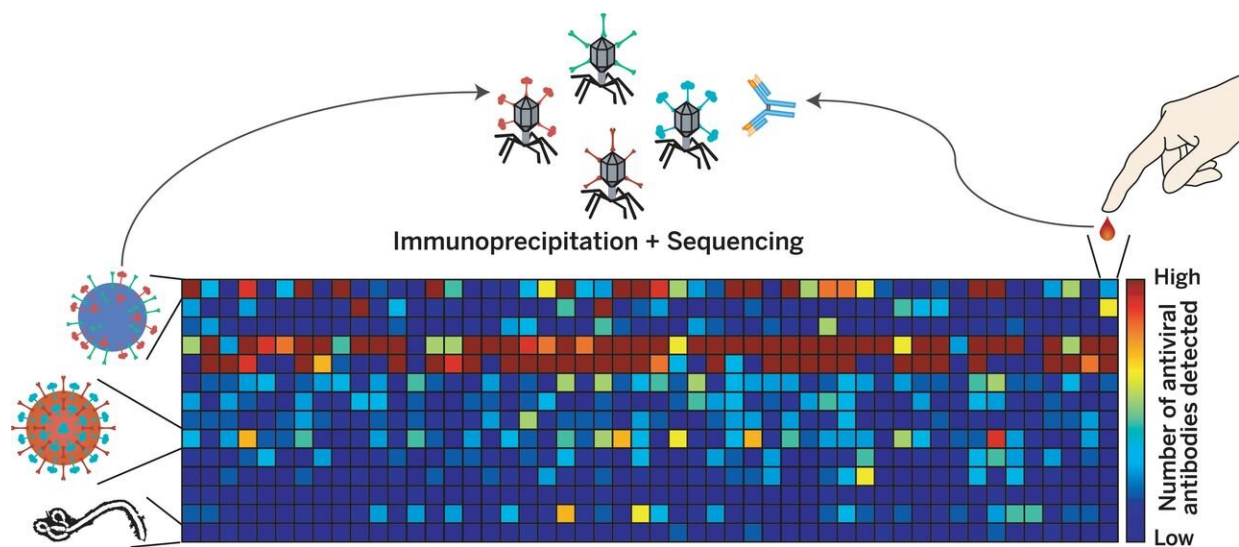 Immunoprecipitation + Sequencing
High
Number of antiviral
antibodies detected
Low